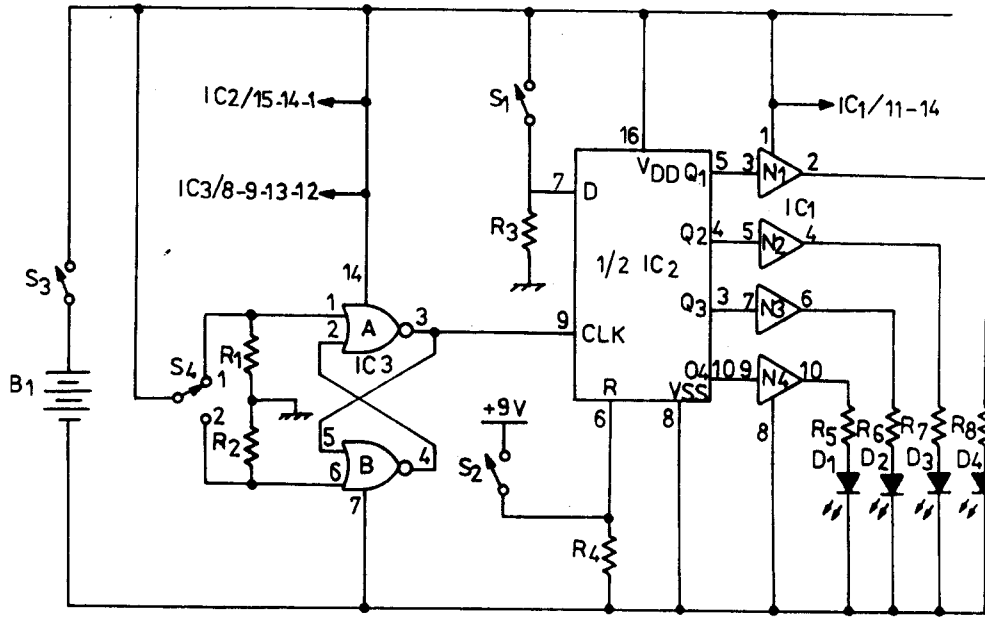 IC2/15-14-1
S1
IC1/11-14
16
1
VDD
Q1
5
3
N1
2
IC3/8-9-13-12
7
D
R3
IC1
Q2
4
5
N2
4
1/2 IC2
S3
14
Q3
3
7
N3
6
1
2
A
3
IC3
9
CLK
R1
S4
1
B1
O4
10
9
N4
10
R
VSS
6
8
8
2
R2
+9V
5
6
B
4
7
S2
R5
R6
R7
R8
D1
D2
D3
D4
R4